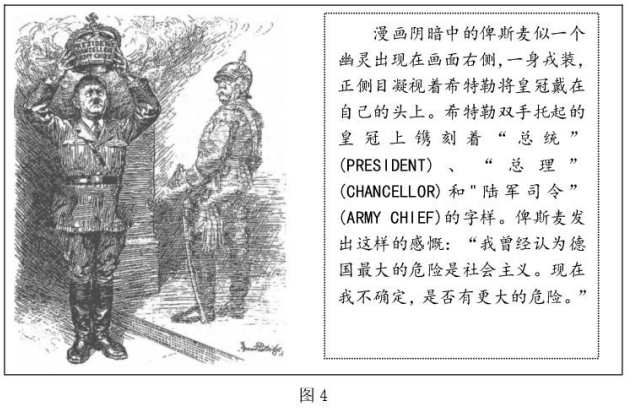 PRESIDENT
CHANCELLOR
ARMY CHIEF
漫画阴暗中的俾斯麦似一个
幽灵出现在画面右侧,一身戎装,
正侧目凝视着希特勒将皇冠戴在
自己的头上。希特勒双手托起的
皇冠上镌刻着“总统”
(PRESIDENT)、“总理”
(CHANCELLOR)和"陆军司令”
(ARMY CHIEF)的字样。俾斯麦发
出这样的感慨:“我曾经认为德
国最大的危险是社会主义。现在
我不确定,是否有更大的危险。”
图4